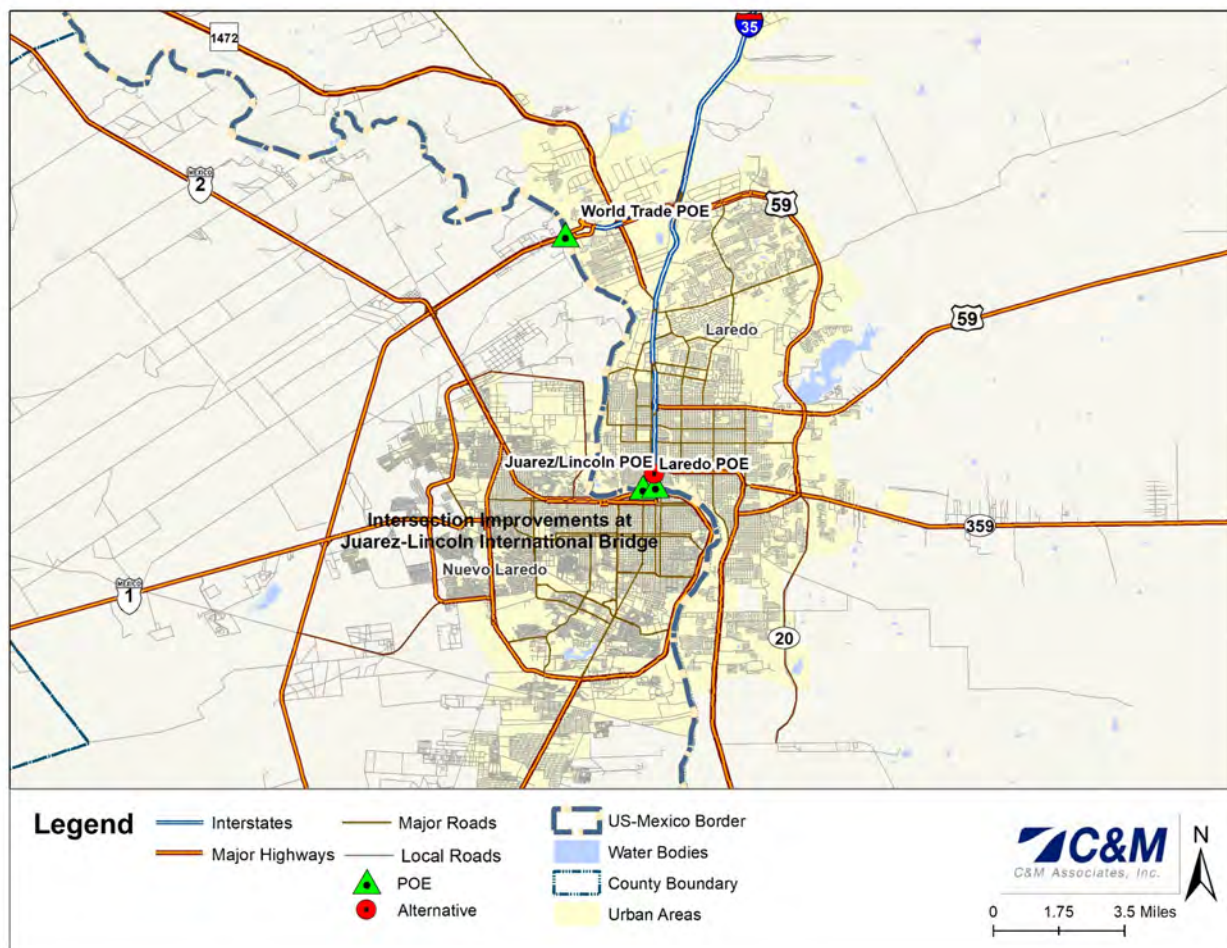 1472
35
MEXICO
2
59
World Trade POE
59
Laredo
Juarez/Lincoln POE
Laredo POE
Intersection Improvements at
Juarez-Lincoln International Bridge
Nuevo Laredo
359
MEXICO
1
20
Legend
Interstates
Major Highways
Major Roads
Local Roads
POE
Alternative
US-Mexico Border
Water Bodies
County Boundary
Urban Areas
C&M
C&M Associates, Inc.
N
0 1.75 3.5 Miles